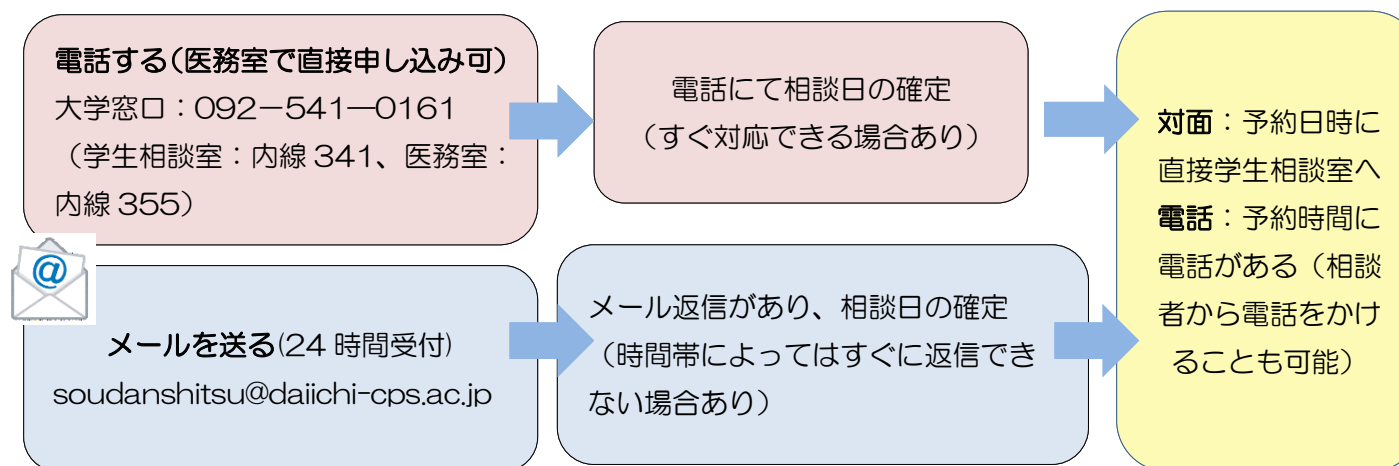 電話する（医務室で直接申し込み可）
大学窓口：092－541―0161
（学生相談室：内線 341、医務室：
内線 355）
電話にて相談日の確定
（すぐ対応できる場合あり）
@
メールを送る(24 時間受付)
soudanshitsu@daiichi-cps.ac.jp
メール返信があり、相談日の確定
（時間帯によってはすぐに返信でき
ない場合あり）
対面：予約日時に
直接学生相談室へ
電話：予約時間に
電話がある（相談
者から電話をかけ
ることも可能）